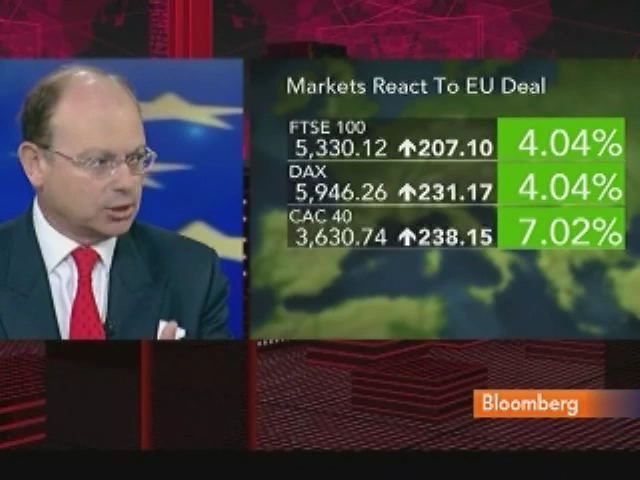 Markets React To EU Deal
FTSE 100
5,330.12 ↑207.10 4.04%
DAX
5,946.26 ↑231.17 4.04%
CAC 40
3,630.74 ↑238.15 7.02%
Bloomberg